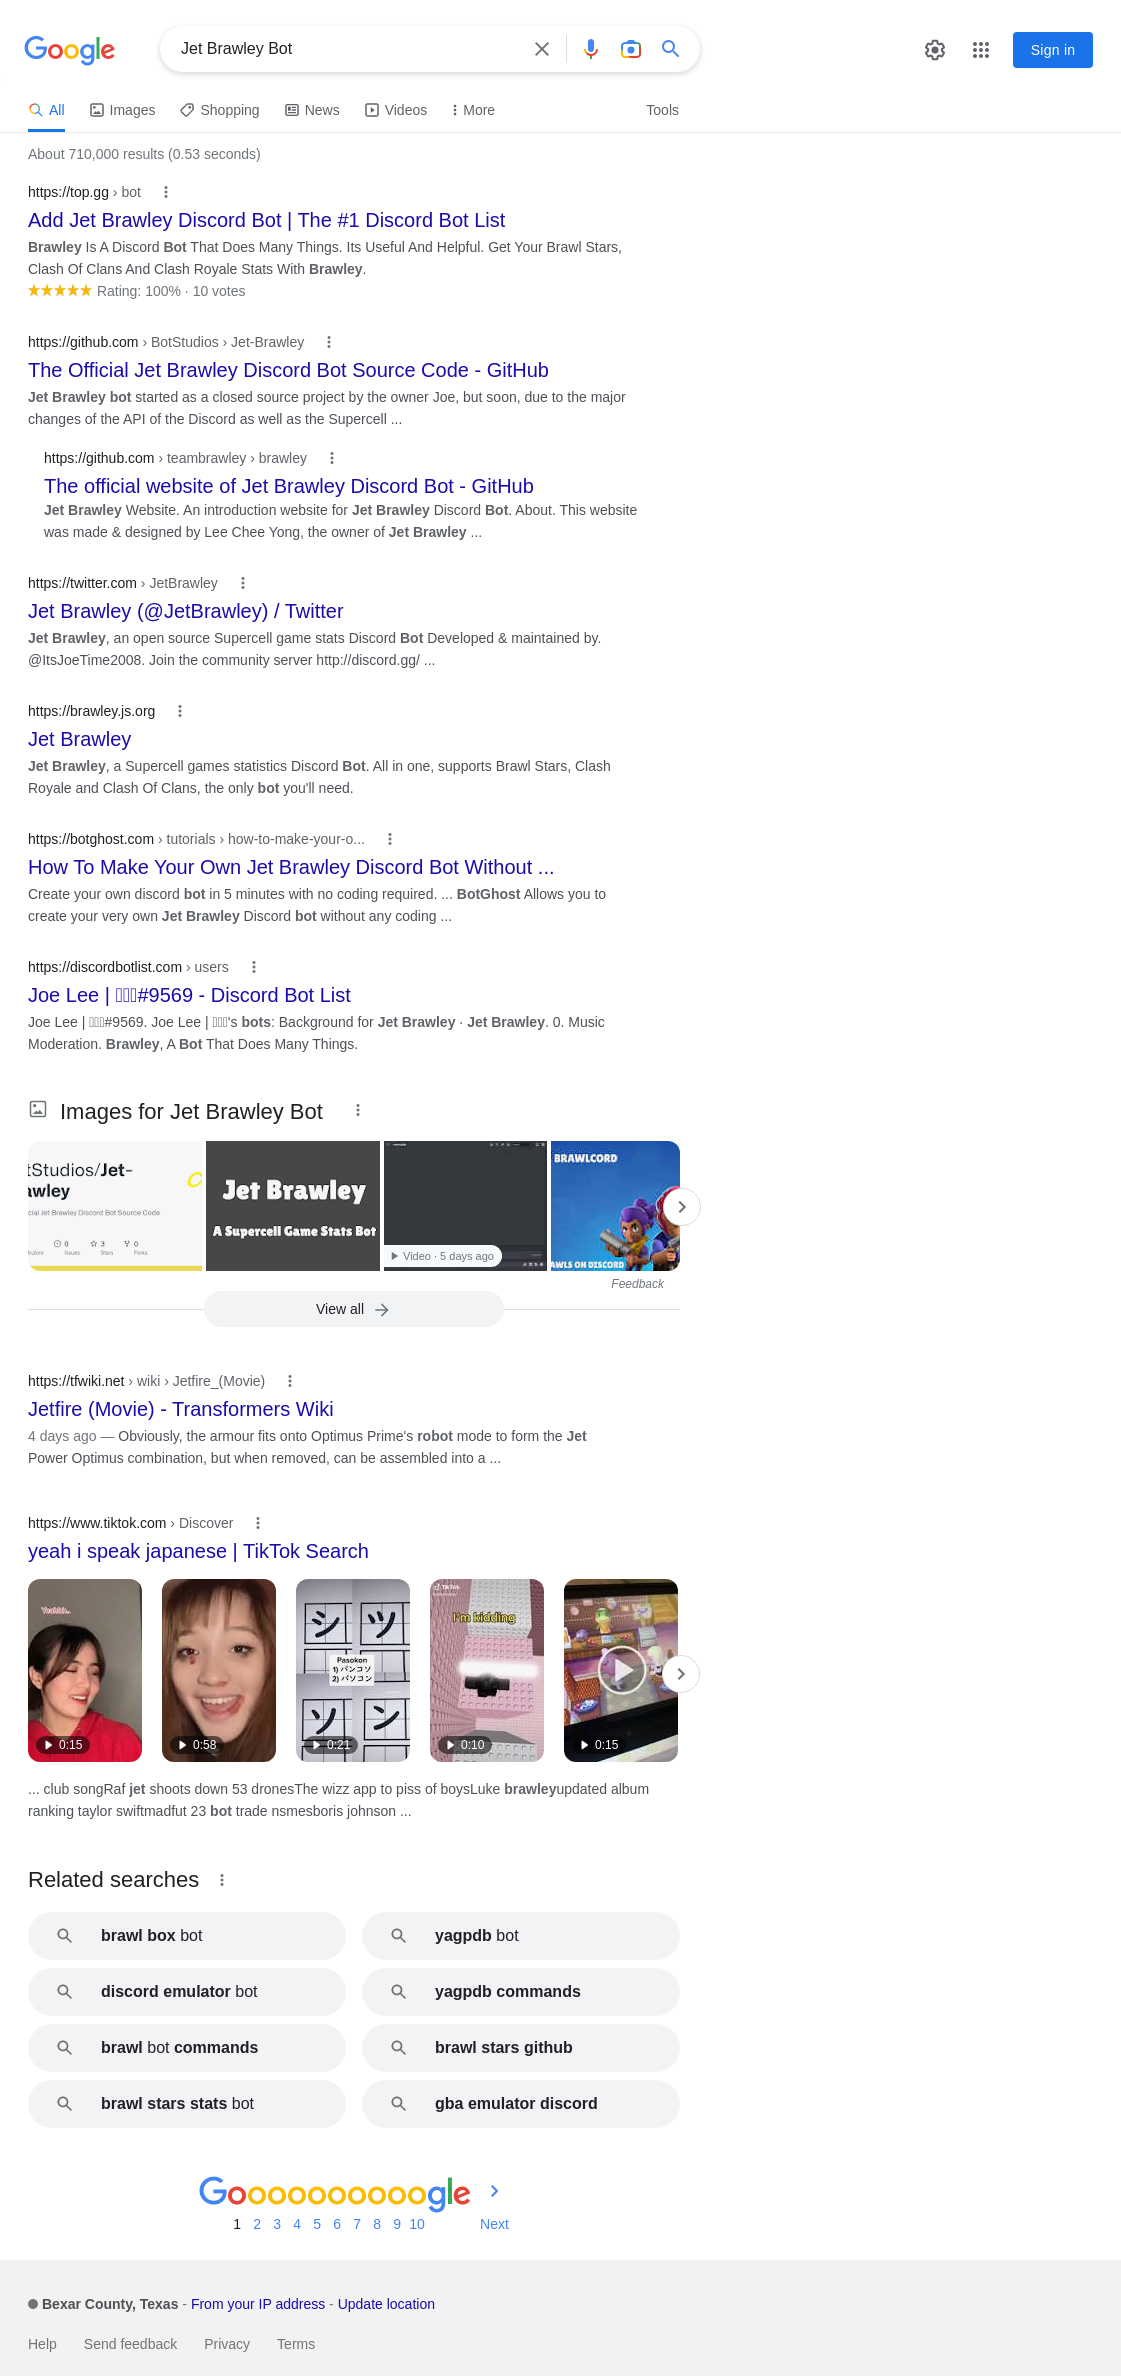 Google
Jet Brawley Bot
Sign in
All
Images
Shopping
News
Videos
More
Tools
About 710,000 results (0.53 seconds)
https://top.gg › bot
Add Jet Brawley Discord Bot | The #1 Discord Bot List
Brawley Is A Discord Bot That Does Many Things. Its Useful And Helpful. Get Your Brawl Stars,
Clash Of Clans And Clash Royale Stats With Brawley.
Rating: 100% · 10 votes
https://github.com › BotStudios › Jet-Brawley
The Official Jet Brawley Discord Bot Source Code - GitHub
Jet Brawley bot started as a closed source project by the owner Joe, but soon, due to the major
changes of the API of the Discord as well as the Supercell ...
https://github.com › teambrawley › brawley
The official website of Jet Brawley Discord Bot - GitHub
Jet Brawley Website. An introduction website for Jet Brawley Discord Bot. About. This website
was made & designed by Lee Chee Yong, the owner of Jet Brawley ...
https://twitter.com › JetBrawley
Jet Brawley (@JetBrawley) / Twitter
Jet Brawley, an open source Supercell game stats Discord Bot Developed & maintained by.
@ItsJoeTime2008. Join the community server http://discord.gg/ ...
https://brawley.js.org
Jet Brawley
Jet Brawley, a Supercell games statistics Discord Bot. All in one, supports Brawl Stars, Clash
Royale and Clash Of Clans, the only bot you'll need.
https://botghost.com › tutorials › how-to-make-your-o...
How To Make Your Own Jet Brawley Discord Bot Without ...
Create your own discord bot in 5 minutes with no coding required. ... BotGhost Allows you to
create your very own Jet Brawley Discord bot without any coding ...
https://discordbotlist.com › users
Joe Lee | #9569 - Discord Bot List
Joe Lee | #9569. Joe Lee | 's bots: Background for Jet Brawley · Jet Brawley. 0. Music
Moderation. Brawley, A Bot That Does Many Things.
Images for Jet Brawley Bot
tStudios/Jet-
awley
cial Jet Brawley Discord Bot Source Code
0
3
0
Issues
Stars
Forks
Jet Brawley
A Supercell Game Stats Bot
Video · 5 days ago
BRAWLCORD
AWLS ON DISCORD
Feedback
View all
https://tfwiki.net › wiki › Jetfire_(Movie)
Jetfire (Movie) - Transformers Wiki
4 days ago — Obviously, the armour fits onto Optimus Prime's robot mode to form the Jet
Power Optimus combination, but when removed, can be assembled into a ...
https://www.tiktok.com › Discover
yeah i speak japanese | TikTok Search
Yeahhh..
0:15
0:58
シ ツ
Pasokon
1) パンコソ
2) パソコン
ソ ン
0:21
TikTok
I'm kidding
0:10
0:15
... club songRaf jet shoots down 53 dronesThe wizz app to piss of boysLuke brawleyupdated album
ranking taylor swiftmadfut 23 bot trade nsmesboris johnson ...
Related searches
brawl box bot
yagpdb bot
discord emulator bot
yagpdb commands
brawl bot commands
brawl stars github
brawl stars stats bot
gba emulator discord
Goooooooooogle
1 2 3 4 5 6 7 8 9 10 Next
Bexar County, Texas - From your IP address - Update location
Help
Send feedback
Privacy
Terms